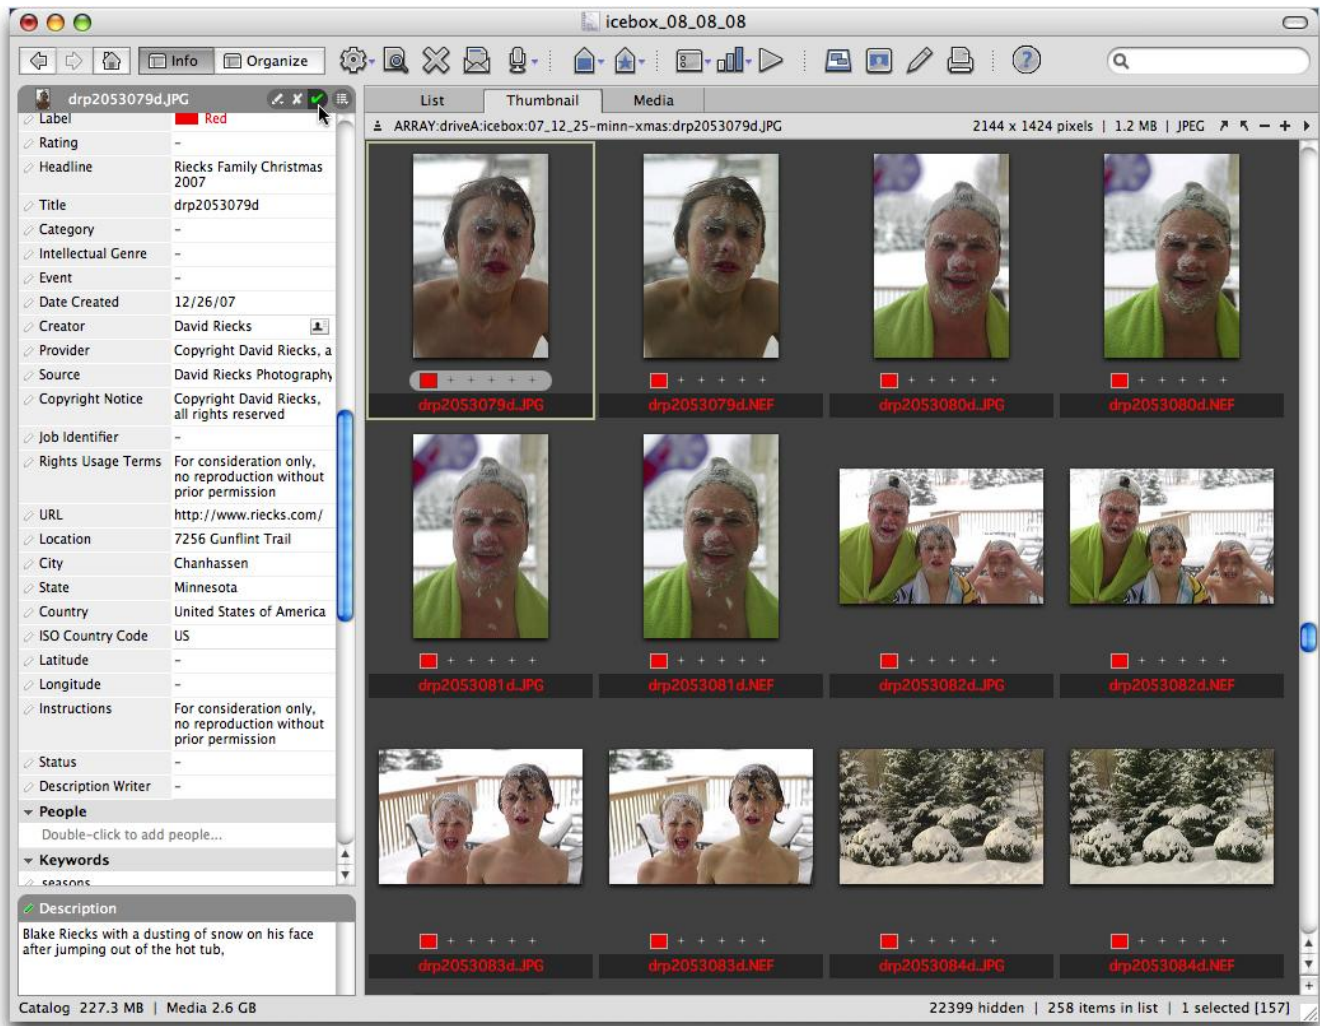 icebox_08_08_08
Info
Organize
drp2053079d.JPG
List
Thumbnail
Media
ARRAY:driveA:icebox:07_12_25-minn-xmas:drp2053079d.JPG
2144 x 1424 pixels | 1.2 MB | JPEG
Label Red
Rating -
Headline Riecks Family Christmas
2007
Title drp2053079d
Category -
Intellectual Genre -
Event -
Date Created 12/26/07
Creator David Riecks
Provider Copyright David Riecks, a
Source David Riecks Photography
Copyright Notice Copyright David Riecks,
all rights reserved
Job Identifier -
Rights Usage Terms For consideration only,
no reproduction without
prior permission
URL http://www.riecks.com/
Location 7256 Gunflint Trail
City Chanhassen
State Minnesota
Country United States of America
ISO Country Code US
Latitude -
Longitude -
Instructions For consideration only,
no reproduction without
prior permission
Status -
Description Writer -
People
Double-click to add people...
Keywords
seasons
Description
Blake Riecks with a dusting of snow on his face
after jumping out of the hot tub,
drp2053079d.JPG
drp2053079d.NEF
drp2053080d.JPG
drp2053080d.NEF
drp2053081d.JPG
drp2053081d.NEF
drp2053082d.JPG
drp2053082d.NEF
drp2053083d.JPG
drp2053083d.NEF
drp2053084d.JPG
drp2053084d.NEF
Catalog 227.3 MB | Media 2.6 GB
22399 hidden | 258 items in list | 1 selected [157]